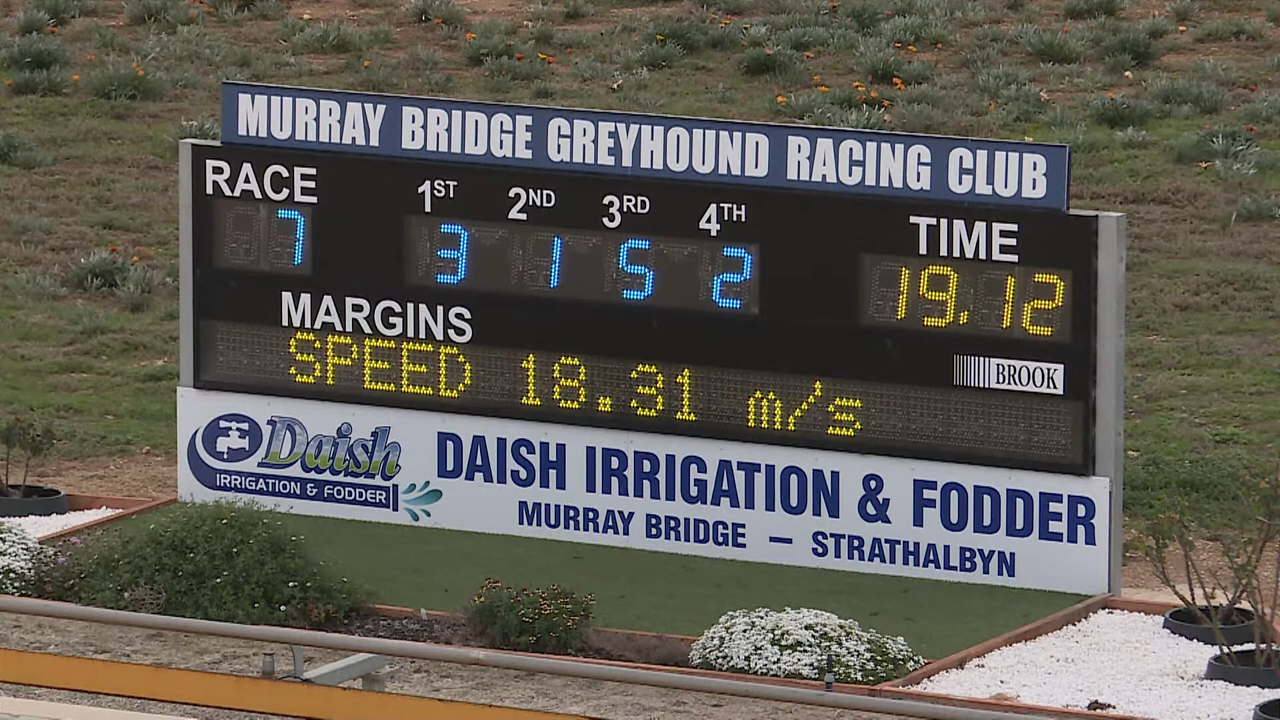 MURRAY BRIDGE GREYHOUND RACING CLUB
RACE 1ST 2ND 3RD 4TH TIME
7 3 1 5 2 19.12
MARGINS
SPEED 18.31 m/s
BROOK
Daish
IRRIGATION & FODDER
DAISH IRRIGATION & FODDER
MURRAY BRIDGE – STRATHALBYN